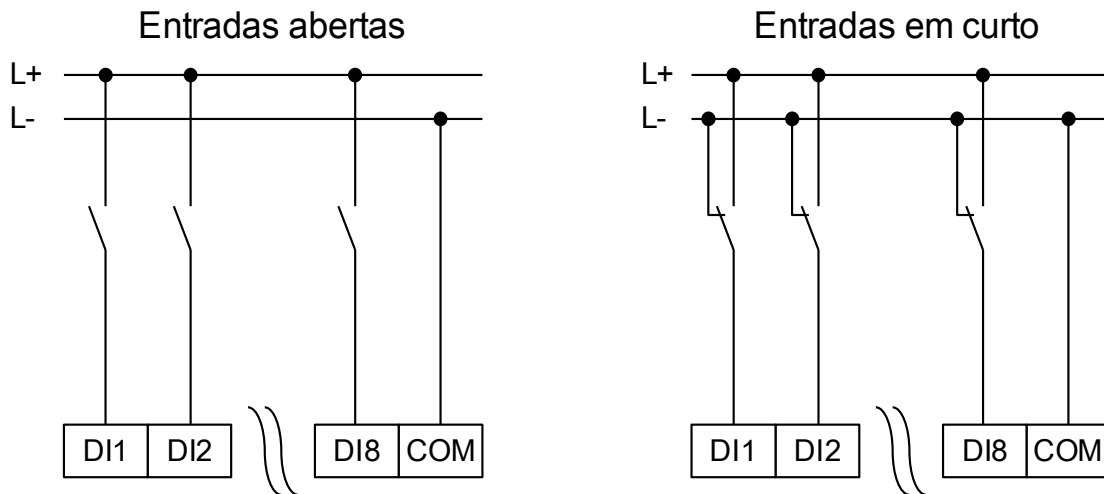 Entradas abertas
L+
L-
DI1 DI2 DI8 COM
Entradas em curto
L+
L-
DI1 DI2 DI8 COM